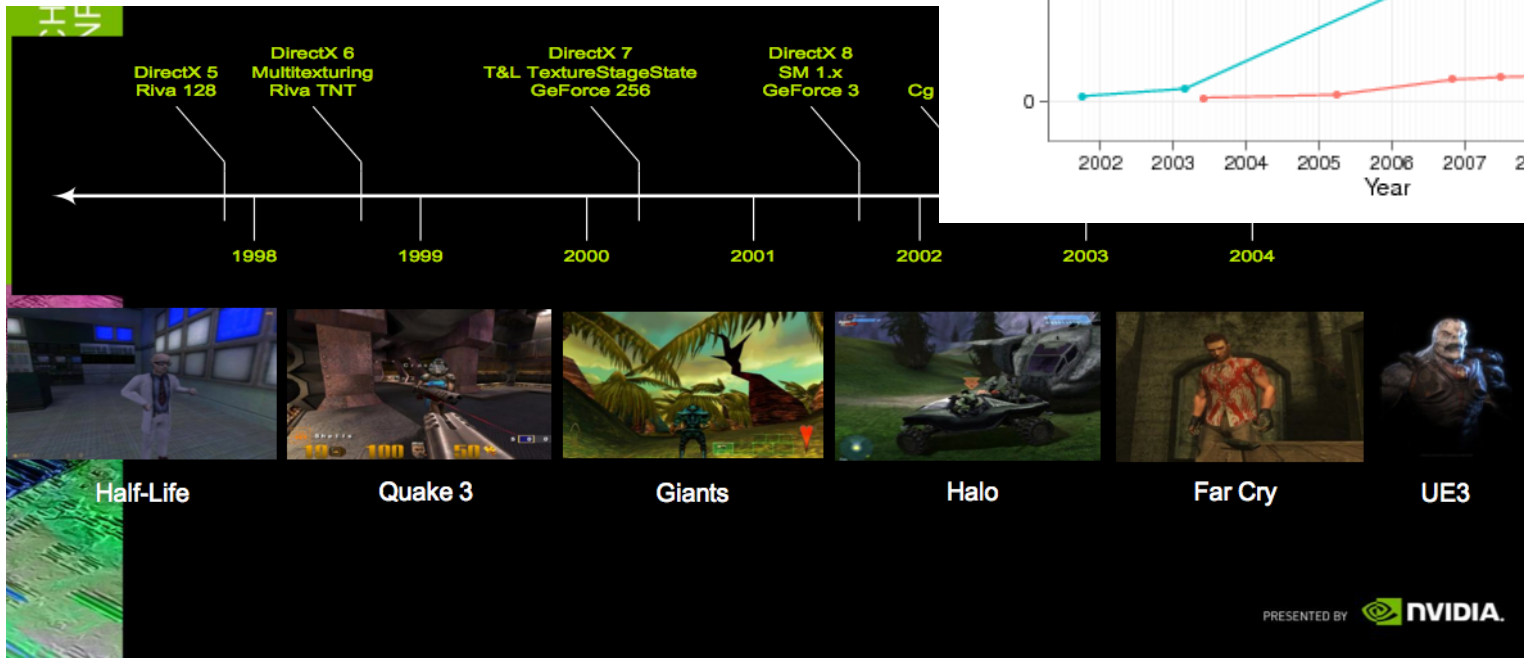 DirectX 5
Riva 128
DirectX 6
Multitexturing
Riva TNT
DirectX 7
T&L TextureStageState
GeForce 256
DirectX 8
SM 1.x
GeForce 3
Cg
0
2002 2003 2004 2005 2006 2007 2
Year
1998 1999 2000 2001 2002 2003 2004
Half-Life Quake 3 Giants Halo Far Cry UE3
PRESENTED BY NVIDIA.